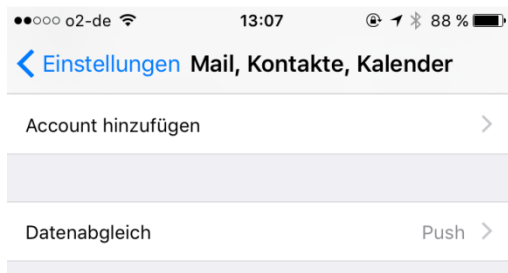 o2-de 13:07 88 %
Einstellungen Mail, Kontakte, Kalender
Account hinzufügen
Datenabgleich Push